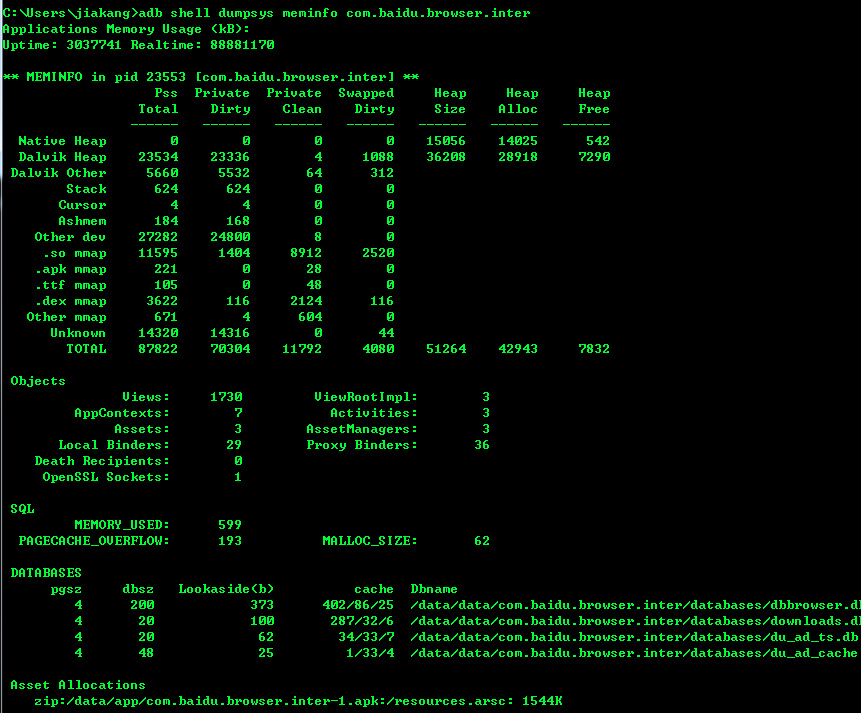 C:\Users\jiakang>adb shell dumpsys meminfo com.baidu.browser.inter
Applications Memory Usage (kB):
Uptime: 3037741 Realtime: 88881170
** MEMINFO in pid 23553 [com.baidu.browser.inter] **
Pss Private Private Swapped Heap Heap Heap
Total Dirty Clean Dirty Size Alloc Free
------ ------ ------ ------ ------ ------ ------
Native Heap 0 0 0 0 15056 14025 542
Dalvik Heap 23534 23336 4 1088 36208 28918 7290
Dalvik Other 5660 5532 64 312
Stack 624 624 0 0
Cursor 4 4 0 0
Ashmem 184 168 0 0
Other dev 27282 24800 8 0
.so mmap 11595 1404 8912 2520
.apk mmap 221 0 28 0
.ttf mmap 105 0 48 0
.dex mmap 3622 116 2124 116
Other mmap 671 4 604 0
Unknown 14320 14316 0 44
TOTAL 87822 70304 11792 4080 51264 42943 7832
Objects
Views: 1730 ViewRootImpl: 3
AppContexts: 7 Activities: 3
Assets: 3 AssetManagers: 3
Local Binders: 29 Proxy Binders: 36
Death Recipients: 0
OpenSSL Sockets: 1
SQL
MEMORY_USED: 599
PAGECACHE_OVERFLOW: 193 MALLOC_SIZE: 62
DATABASES
pgsz dbsz Lookaside(b) cache Dbname
4 200 373 402/86/25 /data/data/com.baidu.browser.inter/databases/dbbrowser.db
4 20 100 287/32/6 /data/data/com.baidu.browser.inter/databases/downloads.db
4 20 62 34/33/7 /data/data/com.baidu.browser.inter/databases/du_ad_ts.db
4 48 25 1/33/4 /data/data/com.baidu.browser.inter/databases/du_ad_cache
Asset Allocations
zip:/data/app/com.baidu.browser.inter-1.apk:/resources.arsc: 1544K